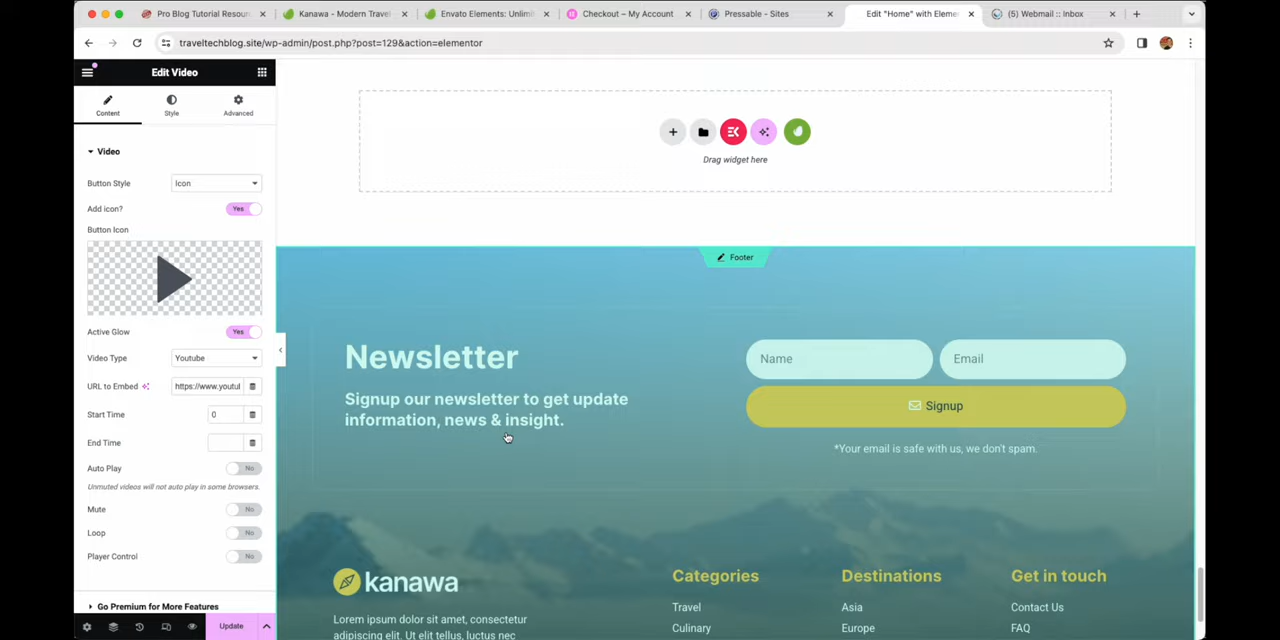 Pro Blog Tutorial Resour
Kanawa - Modern Travel
Envato Elements: Unlimi
Checkout – My Account
Pressable - Sites
Edit "Home" with Eleme
(5) Webmail :: Inbox
traveltechblog.site/wp-admin/post.php?post=129&action=elementor
Edit Video
Content
Style
Advanced
Video
Button Style
Icon
Add icon?
Yes
Button Icon
Active Glow
Yes
Video Type
Youtube
URL to Embed
https://www.youtul
Start Time
0
End Time
Auto Play
No
Unmuted videos will not auto play in some browsers.
Mute
No
Loop
No
Player Control
No
Go Premium for More Features
Update
Drag widget here
Footer
Newsletter
Signup our newsletter to get update
information, news & insight.
Name
Email
Signup
*Your email is safe with us, we don't spam.
kanawa
Lorem ipsum dolor sit amet, consectetur
adipiscing elit. Ut elit tellus, luctus nec
Categories
Travel
Culinary
Destinations
Asia
Europe
Get in touch
Contact Us
FAQ